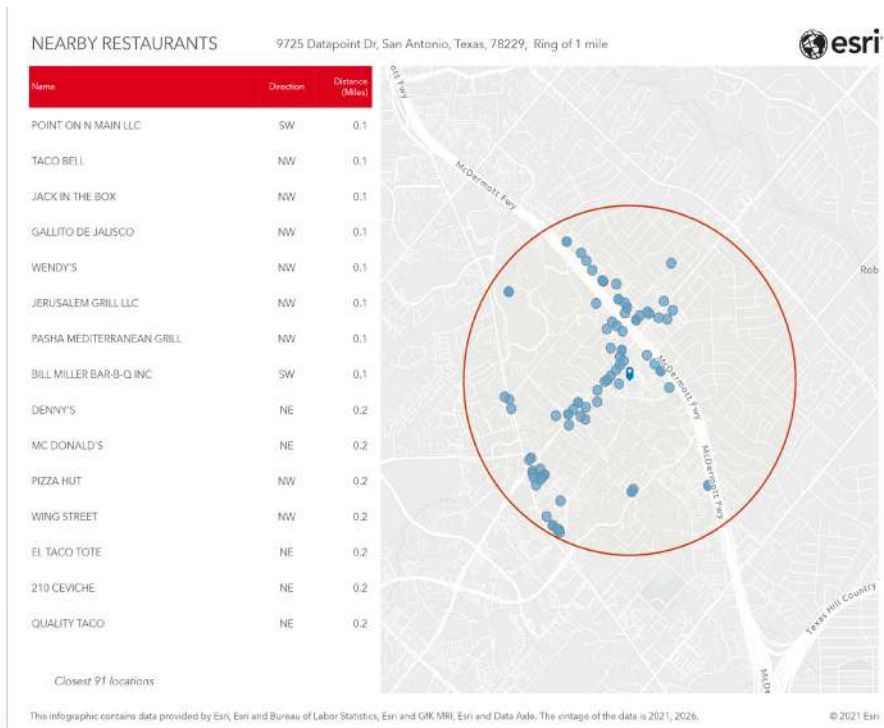 NEARBY RESTAURANTS
9725 Datapoint Dr, San Antonio, Texas, 78229, Ring of 1 mile
esri
Name Direction Distance (Miles)
POINT ON N MAIN LLC SW 0.1
TACO BELL NW 0.1
JACK IN THE BOX NW 0.1
GALLITO DE JALISCO NW 0.1
WENDY'S NW 0.1
JERUSALEM GRILL LLC NW 0.1
PASHA MEDITERRANEAN GRILL NW 0.1
BILL MILLER BAR-B-Q INC SW 0.1
DENNY'S NE 0.2
MC DONALD'S NE 0.2
PIZZA HUT NW 0.2
WING STREET NW 0.2
EL TACO TOTE NE 0.2
210 CEVICHE NE 0.2
QUALITY TACO NE 0.2
Closest 91 locations
ott Fwy
McDermott Fwy
Rob
McDermott Fwy
McDermott Fwy
Texas Hill Country
McD
This infographic contains data provided by Esri, Esri and Bureau of Labor Statistics, Esri and GfK MRI, Esri and Data Axle. The vintage of the data is 2021, 2026.
© 2021 Esri